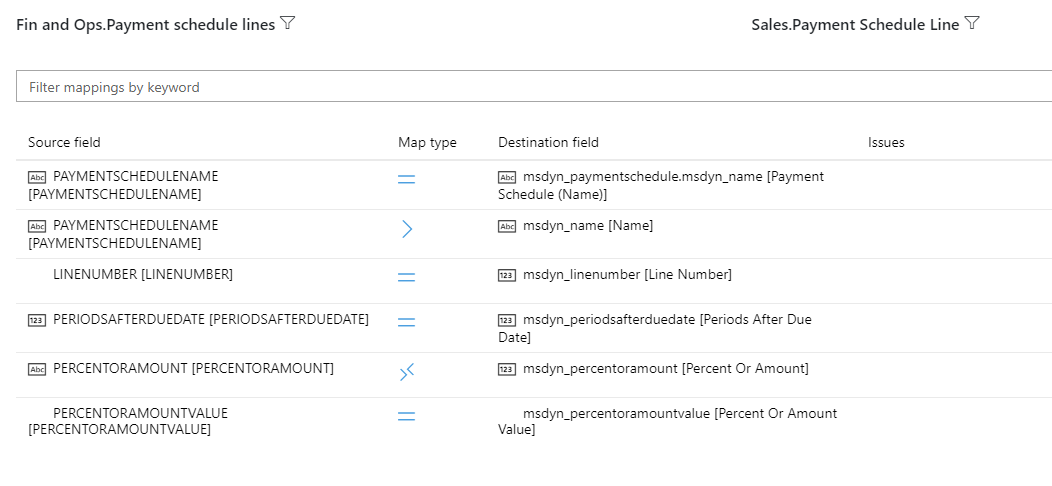 Fin and Ops.Payment schedule lines
Sales.Payment Schedule Line
Filter mappings by keyword
Source field
Map type
Destination field
Issues
Abc PAYMENTSCHEDULENAME
[PAYMENTSCHEDULENAME]
Abc msdyn_paymentschedule.msdyn_name [Payment
Schedule (Name)]
Abc PAYMENTSCHEDULENAME
[PAYMENTSCHEDULENAME]
Abc msdyn_name [Name]
LINENUMBER [LINENUMBER]
123 msdyn_linenumber [Line Number]
123 PERIODSAFTERDUEDATE [PERIODSAFTERDUEDATE]
123 msdyn_periodsafterduedate [Periods After Due
Date]
Abc PERCENTORAMOUNT [PERCENTORAMOUNT]
123 msdyn_percentoramount [Percent Or Amount]
PERCENTORAMOUNTVALUE
[PERCENTORAMOUNTVALUE]
msdyn_percentoramountvalue [Percent Or Amount
Value]